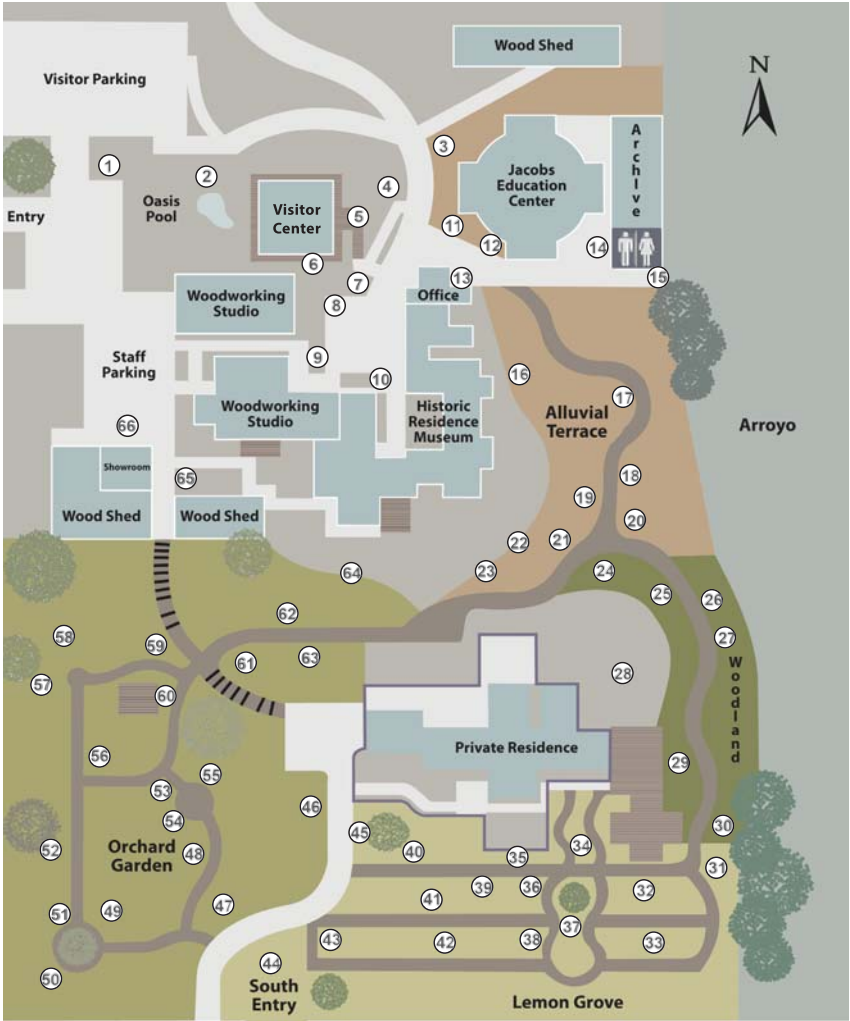 Wood Shed
N
Visitor Parking
Archive
3
Jacobs
Education
Center
1
2
4
Oasis
Pool
Entry
Visitor
Center
5
11
12
14
6
7
13
15
Woodworking
Studio
8
Office
Staff
Parking
9
10
16
17
Woodworking
Studio
Historic
Residence
Museum
Alluvial
Terrace
Arroyo
66
Showroom
65
18
19
20
Wood Shed
Wood Shed
21
22
23
64
24
25
26
62
27
58
59
61
63
Woodland
57
60
28
Private Residence
56
29
55
53
46
54
45
30
52
Orchard
Garden
48
40
35
34
31
39
36
32
41
51
49
47
37
43
42
38
33
50
44
South
Entry
Lemon Grove